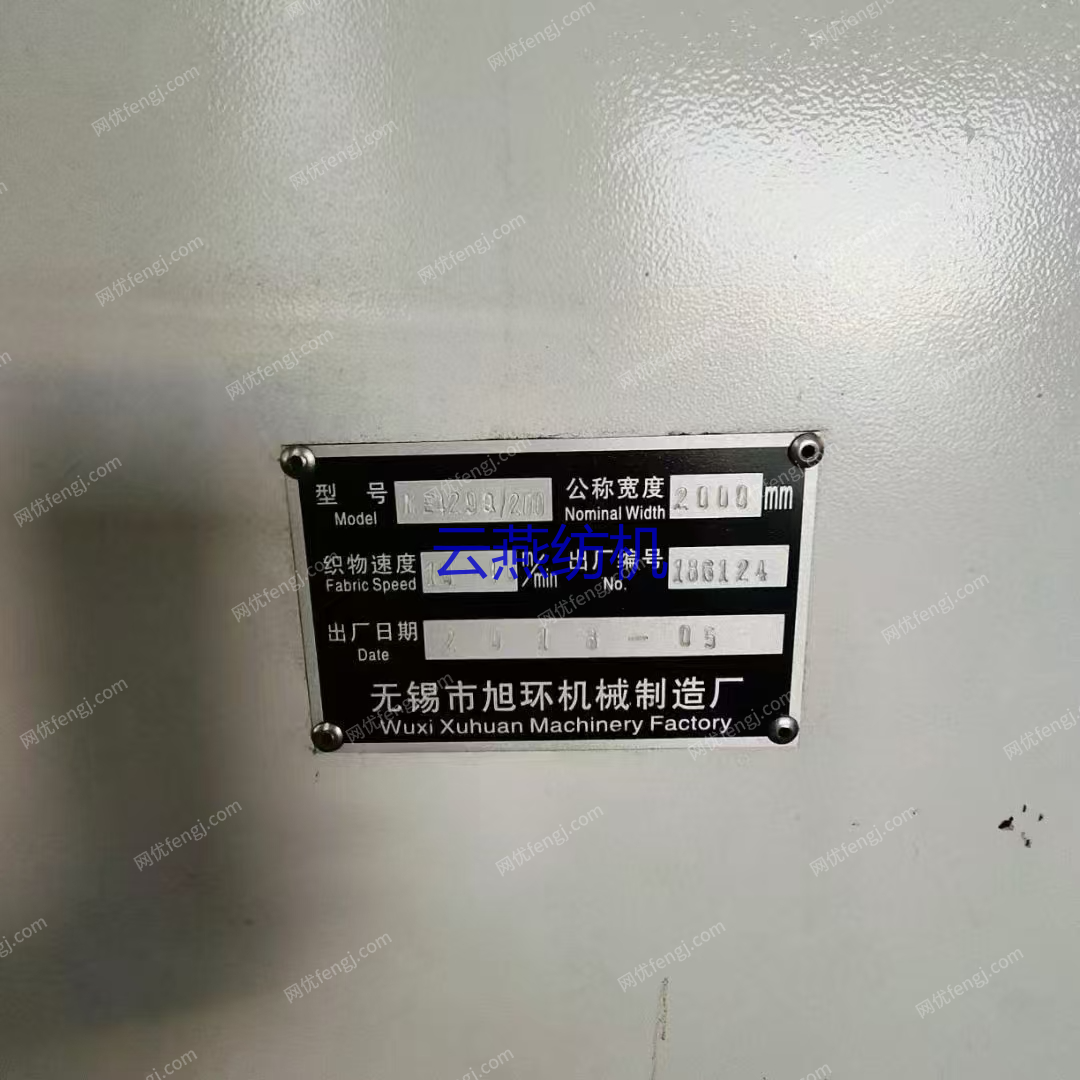 型 号 公称宽度 2000 mm
Model Nominal Width
织物速度 m/min 出厂编号 186124
Fabric Speed No.
云燕纺机
出厂日期 2018-05
Date
无锡市旭环机械制造厂
Wuxi Xuhuan Machinery Factory
网优fengj.com